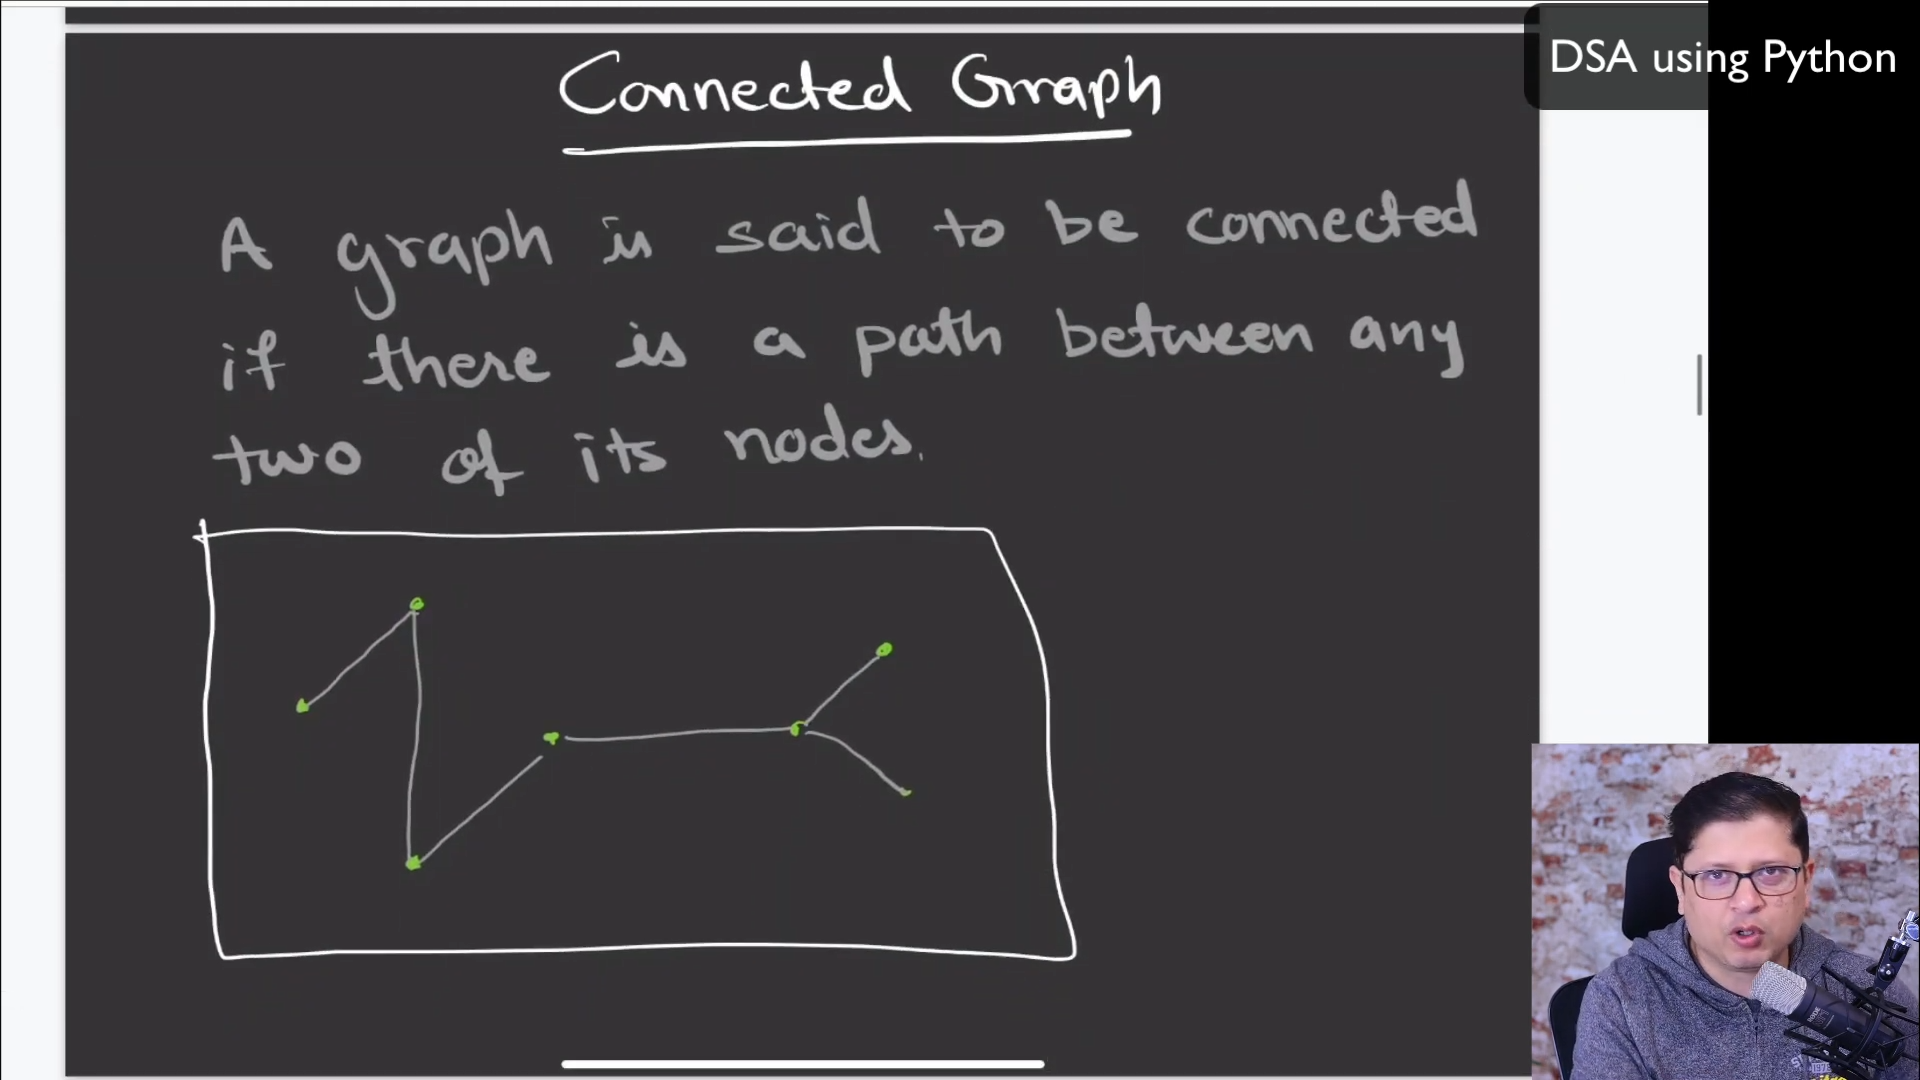 DSA using Python
Connected Graph
A graph is said to be connected
if there is a path between any
two of its nodes.